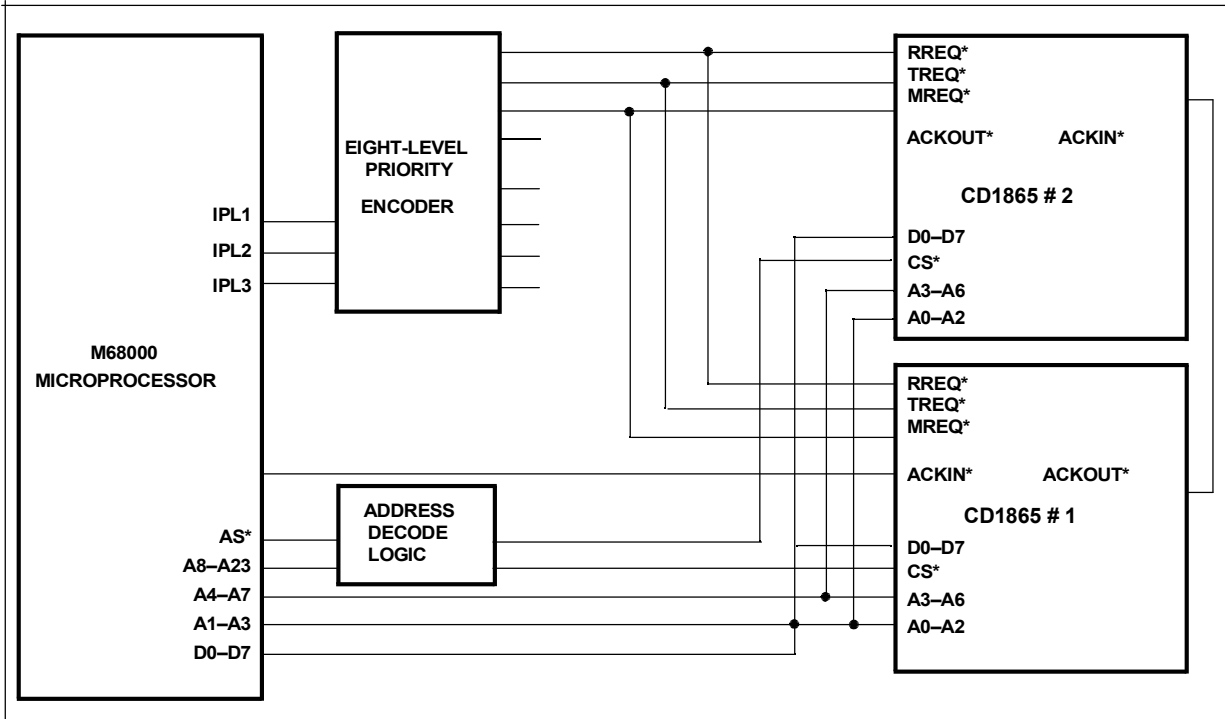 IPL1
IPL2
IPL3
M68000
MICROPROCESSOR
AS*
A8–A23
A4–A7
A1–A3
D0–D7
EIGHT-LEVEL
PRIORITY
ENCODER
ADDRESS
DECODE
LOGIC
RREQ*
TREQ*
MREQ*
ACKOUT* ACKIN*
CD1865 # 2
D0–D7
CS*
A3–A6
A0–A2
RREQ*
TREQ*
MREQ*
ACKIN* ACKOUT*
CD1865 # 1
D0–D7
CS*
A3–A6
A0–A2